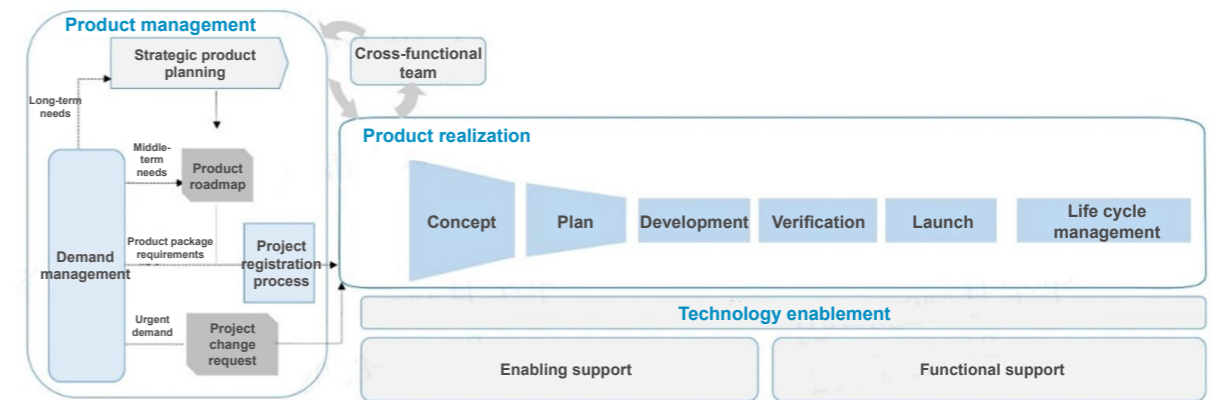 Product management
Strategic product
planning
Cross-functional
team
Long-term
needs
Product realization
Middle-
term
needs
Product
roadmap
Concept
Plan
Development
Verification
Launch
Life cycle
management
Demand
management
Product package
requirements
Project
registration
process
Urgent
demand
Project
change
request
Technology enablement
Enabling support
Functional support